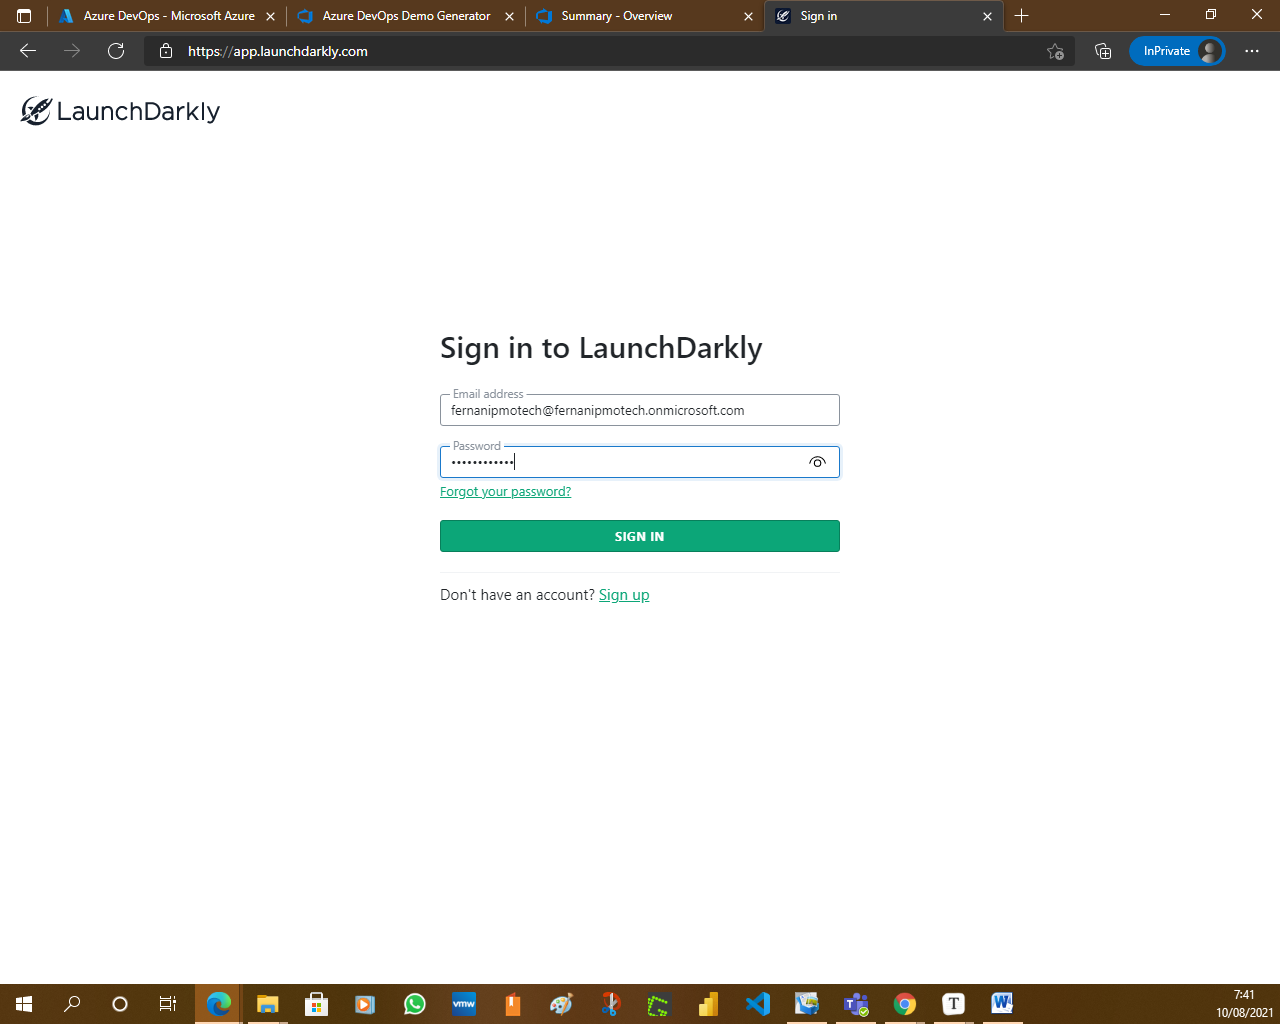 Azure DevOps - Microsoft Azure
Azure DevOps Demo Generator
Summary - Overview
Sign in
https://app.launchdarkly.com
InPrivate
LaunchDarkly
Sign in to LaunchDarkly
Email address
fernanipmotech@fernanipmotech.onmicrosoft.com
Password
••••••••••••
Forgot your password?
SIGN IN
Don't have an account? Sign up
vmw
T
W
7:41
10/08/2021